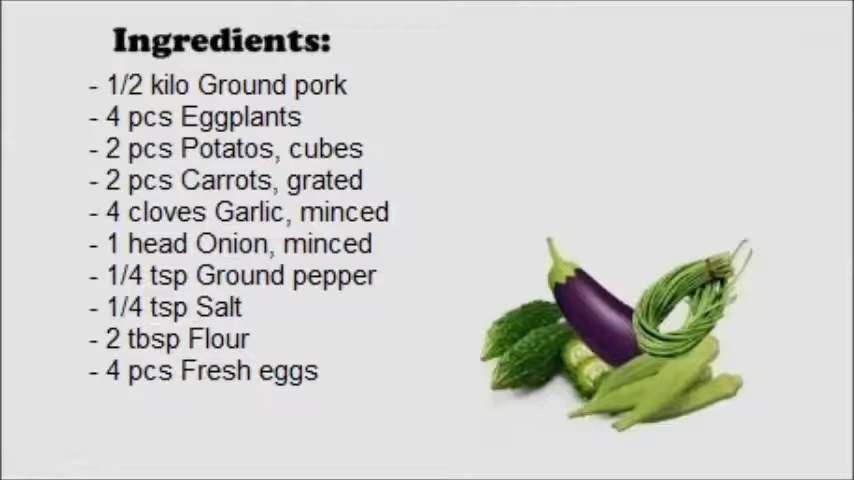 Ingredients:
- 1/2 kilo Ground pork
- 4 pcs Eggplants
- 2 pcs Potatos, cubes
- 2 pcs Carrots, grated
- 4 cloves Garlic, minced
- 1 head Onion, minced
- 1/4 tsp Ground pepper
- 1/4 tsp Salt
- 2 tbsp Flour
- 4 pcs Fresh eggs